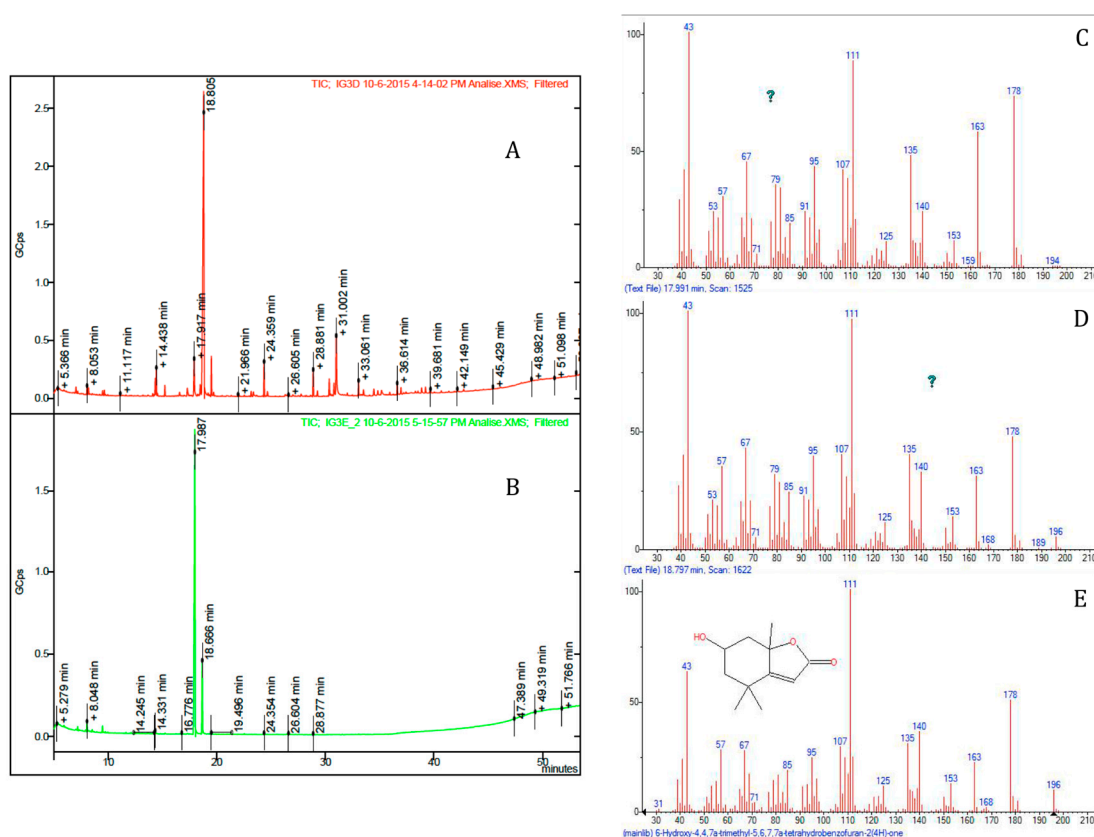 TIC; IG3D 10-6-2015 4-14-02 PM Analise.XMS; Filtered
A
GCps
2.5
2.0
1.5
1.0
0.5
0.0
5.366 min
8.053 min
11.117 min
14.438 min
17.917 min
18.805
21.966 min
24.359 min
26.605 min
28.881 min
31.002 min
33.061 min
36.614 min
39.681 min
42.149 min
45.429 min
48.982 min
51.098 min
TIC; IG3E_2 10-6-2015 5-15-57 PM Analise.XMS; Filtered
B
GCps
1.5
1.0
0.5
0.0
5.279 min
8.048 min
14.245 min
14.331 min
16.776 min
17.987
18.666 min
19.496 min
24.354 min
26.604 min
28.877 min
47.389 min
49.319 min
51.766 min
10 20 30 40 50
minutes
C
?
100
50
0
43 53 57 67 71 79 85 91 95 107 111 125 135 140 153 159 163 178 194
30 40 50 60 70 80 90 100 110 120 130 140 150 160 170 180 190 200 210
(Text File) 17.991 min, Scan: 1525
D
?
100
50
0
43 53 57 67 71 79 85 91 95 107 111 125 135 140 153 163 168 178 189 196
30 40 50 60 70 80 90 100 110 120 130 140 150 160 170 180 190 200 210
(Text File) 18.797 min, Scan: 1622
E
HO
O
O
100
50
0
31 43 57 67 71 85 95 107 111 125 135 140 153 163 168 178 196
30 40 50 60 70 80 90 100 110 120 130 140 150 160 170 180 190 200 210
(mainlib) 6-Hydroxy-4,4,7a-trimethyl-5,6,7,7a-tetrahydrobenzofuran-2(4H)-one